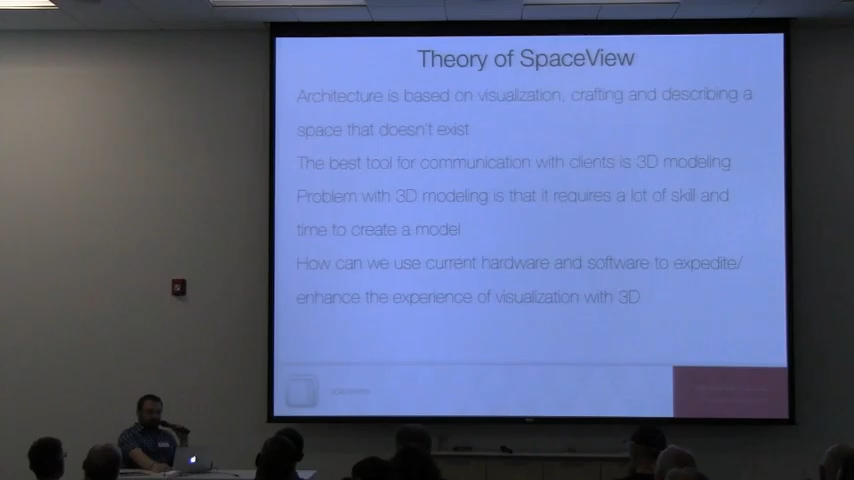 Theory of SpaceView
Architecture is based on visualization, crafting and describing a
space that doesn't exist
The best tool for communication with clients is 3D modeling
Problem with 3D modeling is that it requires a lot of skill and
time to create a model
How can we use current hardware and software to expedite/
enhance the experience of visualization with 3D